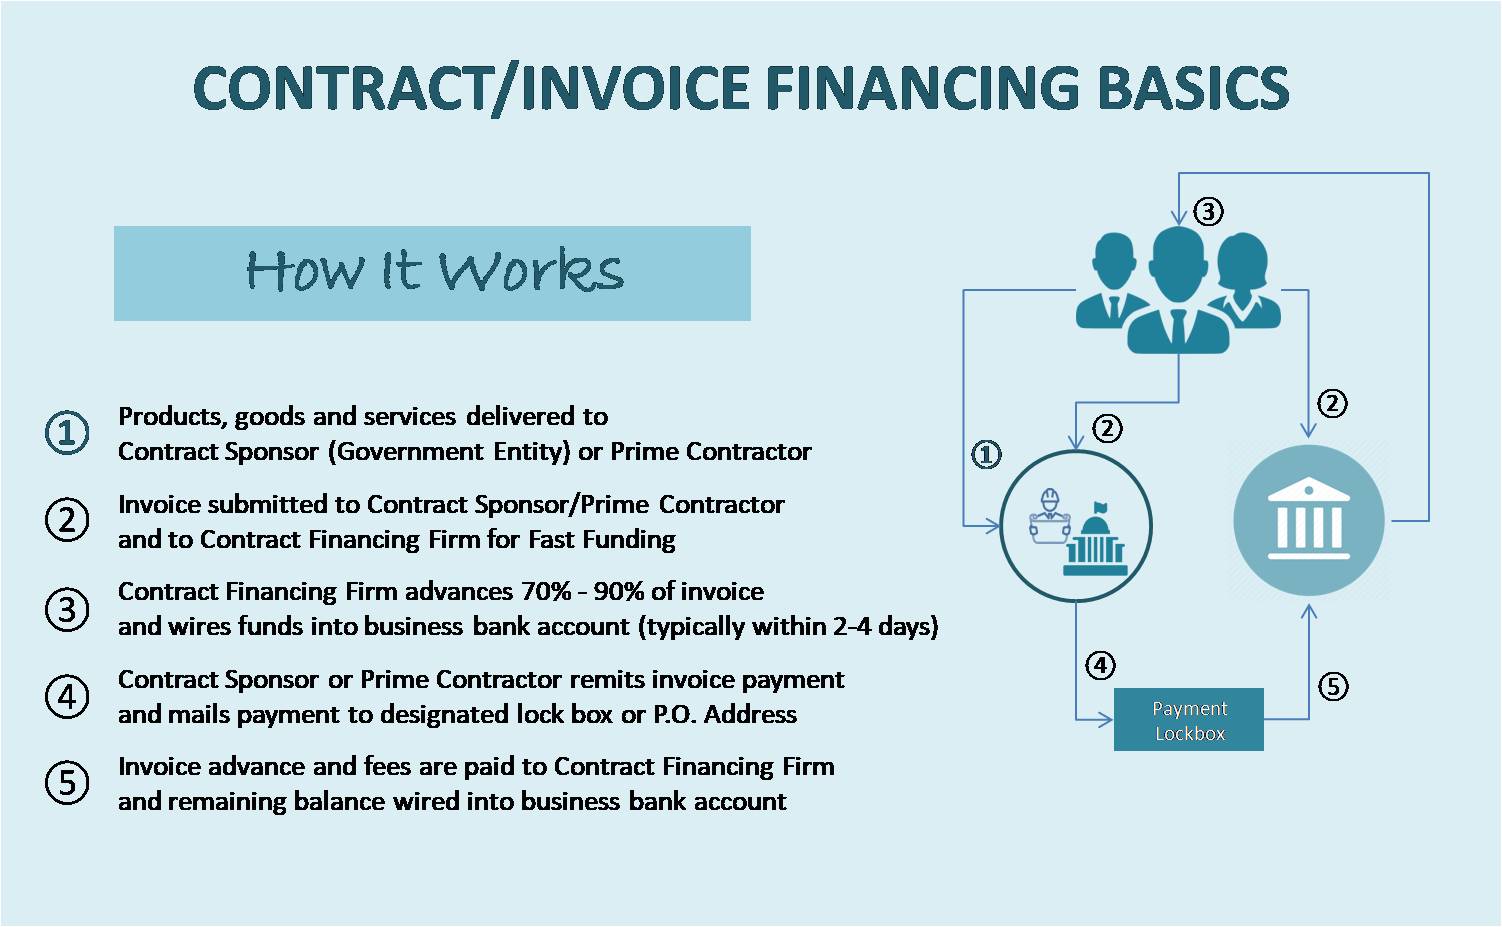 CONTRACT/INVOICE FINANCING BASICS
How It Works
① Products, goods and services delivered to
Contract Sponsor (Government Entity) or Prime Contractor
② Invoice submitted to Contract Sponsor/Prime Contractor
and to Contract Financing Firm for Fast Funding
③ Contract Financing Firm advances 70% - 90% of invoice
and wires funds into business bank account (typically within 2-4 days)
④ Contract Sponsor or Prime Contractor remits invoice payment
and mails payment to designated lock box or P.O. Address
⑤ Invoice advance and fees are paid to Contract Financing Firm
and remaining balance wired into business bank account
③
②
②
①
④
⑤
Payment
Lockbox